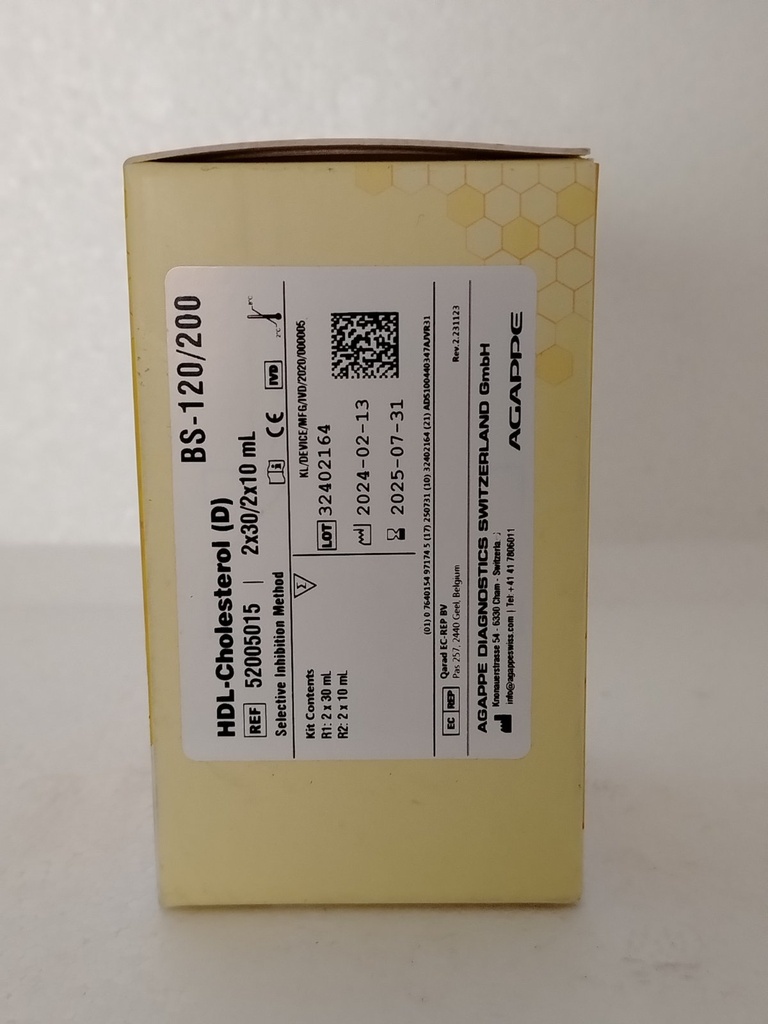 HDL-Cholesterol (D)
BS-120/200
REF 52005015 | 2x30/2x10 mL
IVD
2°C
8°C
Selective Inhibition Method
Σ
KL/DEVICE/MFG/IVD/2020/000005
Kit Contents
R1: 2 x 30 mL
R2: 2 x 10 mL
LOT 32402164
2024-02-13
2025-07-31
(01) 0 7640154 97174 5 (17) 250731 (10) 32402164 (21) ADS100440347A/VR31
EC REP
Qarad EC-REP BV
Pas 257, 2440 Geel, Belgium
Rev.2.231123
AGAPPE DIAGNOSTICS SWITZERLAND GmbH
Knonauerstrasse 54 - 6330 Cham - Switzerla
info@agappeswiss.com | Tel: +41 41 7806011
AGAPPE